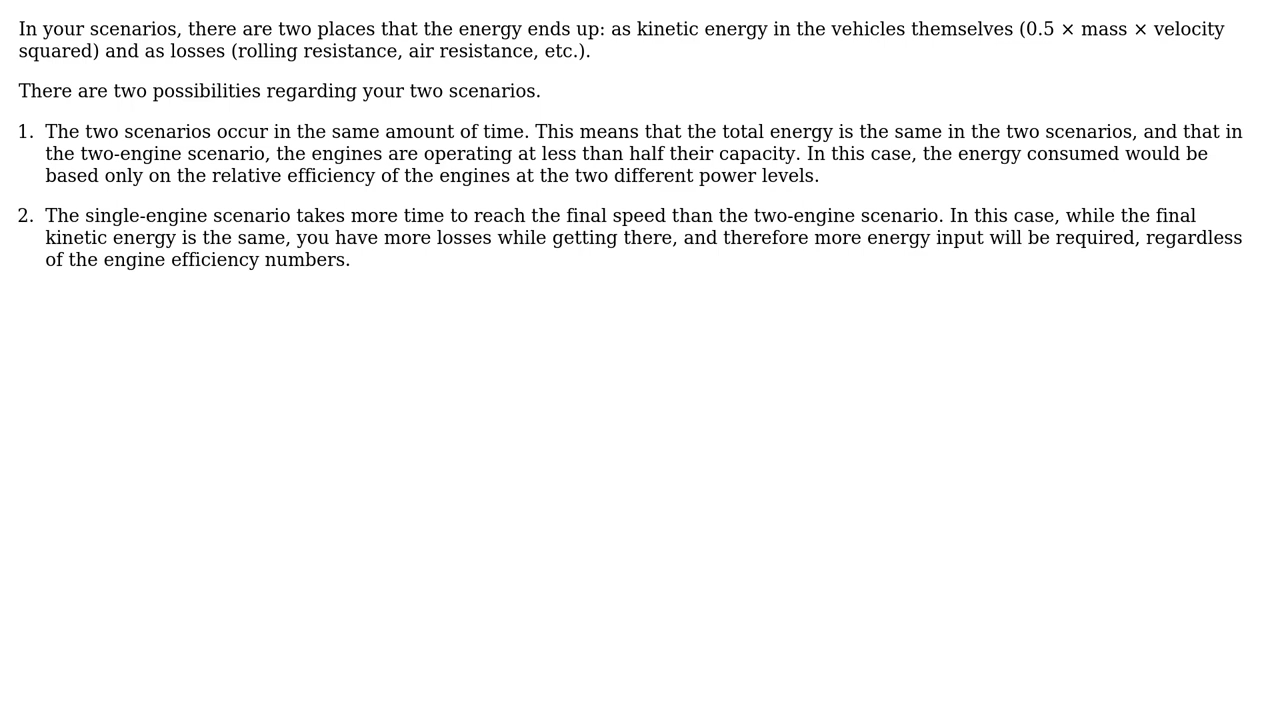 In your scenarios, there are two places that the energy ends up: as kinetic energy in the vehicles themselves (0.5 × mass × velocity
squared) and as losses (rolling resistance, air resistance, etc.).
There are two possibilities regarding your two scenarios.
1. The two scenarios occur in the same amount of time. This means that the total energy is the same in the two scenarios, and that in
the two-engine scenario, the engines are operating at less than half their capacity. In this case, the energy consumed would be
based only on the relative efficiency of the engines at the two different power levels.
2. The single-engine scenario takes more time to reach the final speed than the two-engine scenario. In this case, while the final
kinetic energy is the same, you have more losses while getting there, and therefore more energy input will be required, regardless
of the engine efficiency numbers.